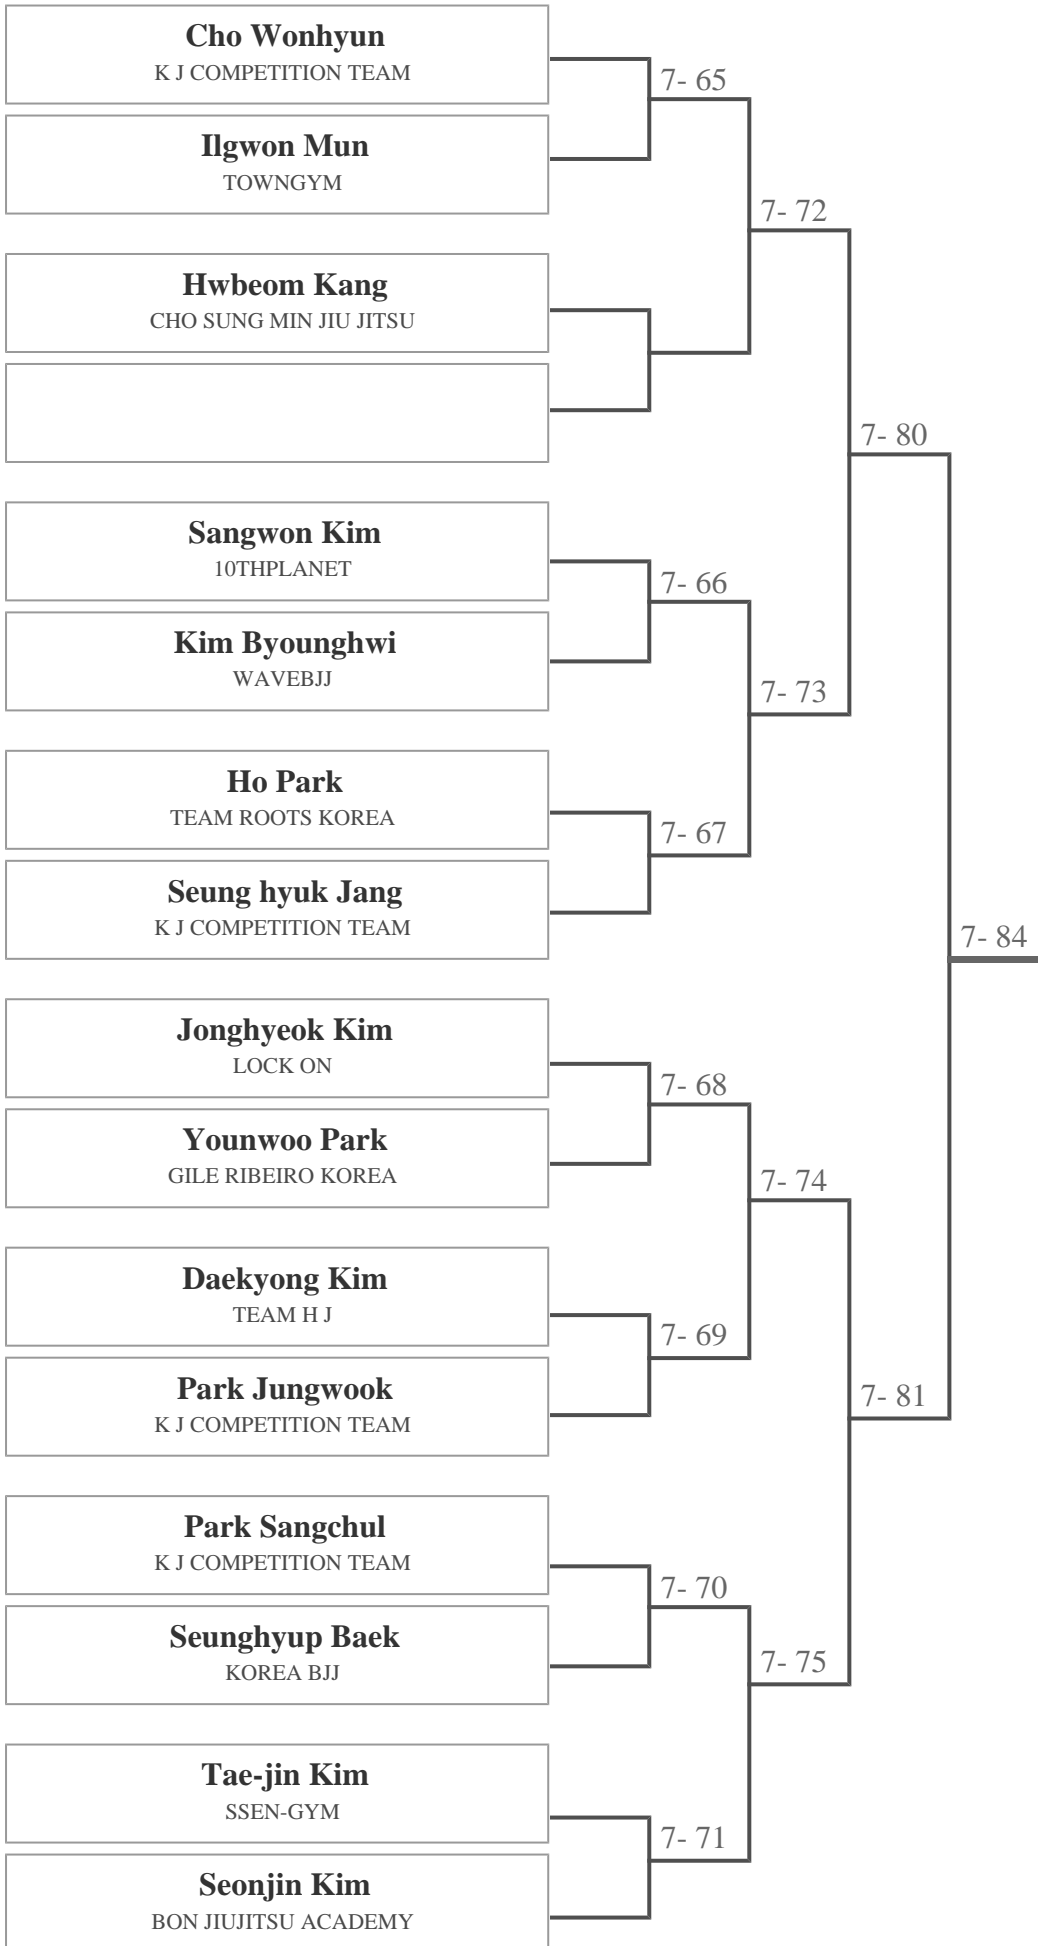 Cho Wonhyun
K J COMPETITION TEAM
7- 65
Ilgwon Mun
TOWNGYM
7- 72
Hwbeom Kang
CHO SUNG MIN JIU JITSU
7- 80
Sangwon Kim
10THPLANET
7- 66
Kim Byounghwi
WAVEBJJ
7- 73
Ho Park
TEAM ROOTS KOREA
7- 67
Seung hyuk Jang
K J COMPETITION TEAM
7- 84
Jonghyeok Kim
LOCK ON
7- 68
Younwoo Park
GILE RIBEIRO KOREA
7- 74
Daekyong Kim
TEAM H J
7- 69
Park Jungwook
K J COMPETITION TEAM
7- 81
Park Sangchul
K J COMPETITION TEAM
7- 70
Seunghyup Baek
KOREA BJJ
7- 75
Tae-jin Kim
SSEN-GYM
7- 71
Seonjin Kim
BON JIUJITSU ACADEMY